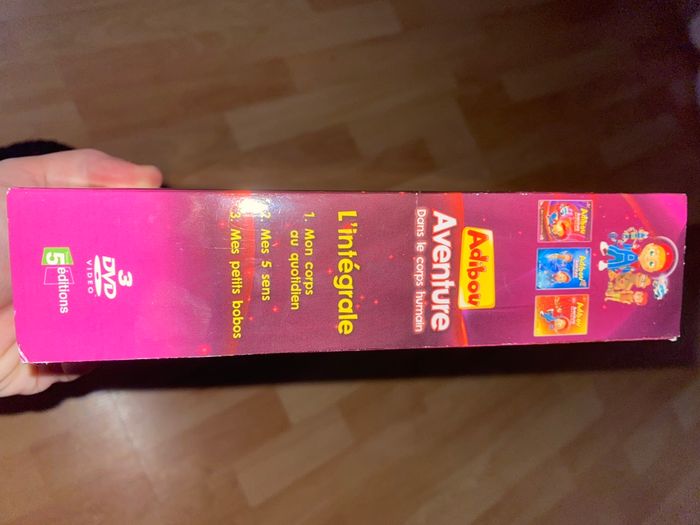 Adibou
Aventure
Dans le corps humain
L'intégrale
1. Mon corps
au quotidien
2. Mes 5 sens
3. Mes petits bobos
3
DVD
VIDEO
5 éditions